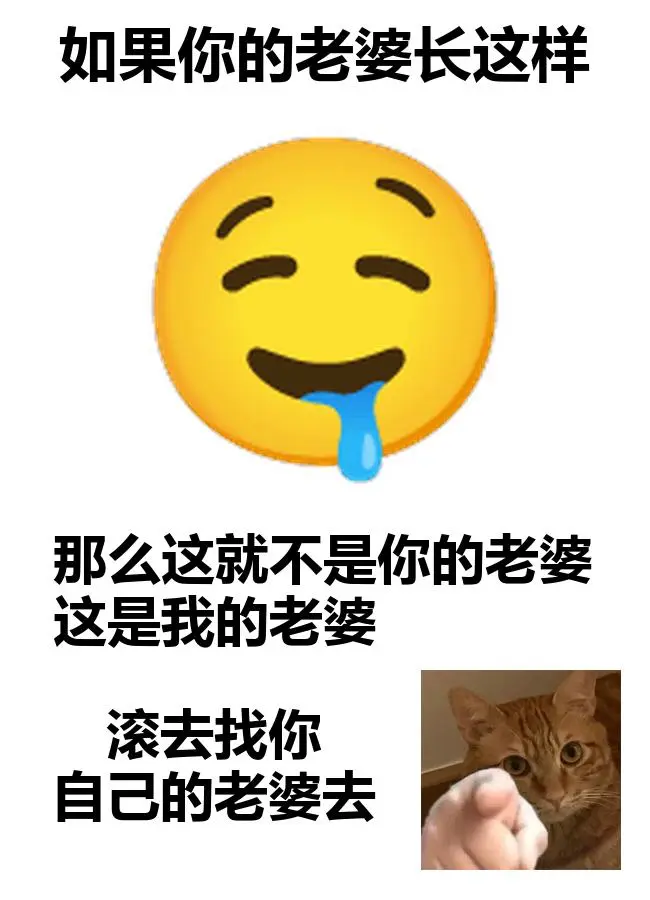 如果你的老婆长这样
那么这就不是你的老婆
这是我的老婆
滚去找你
自己的老婆去